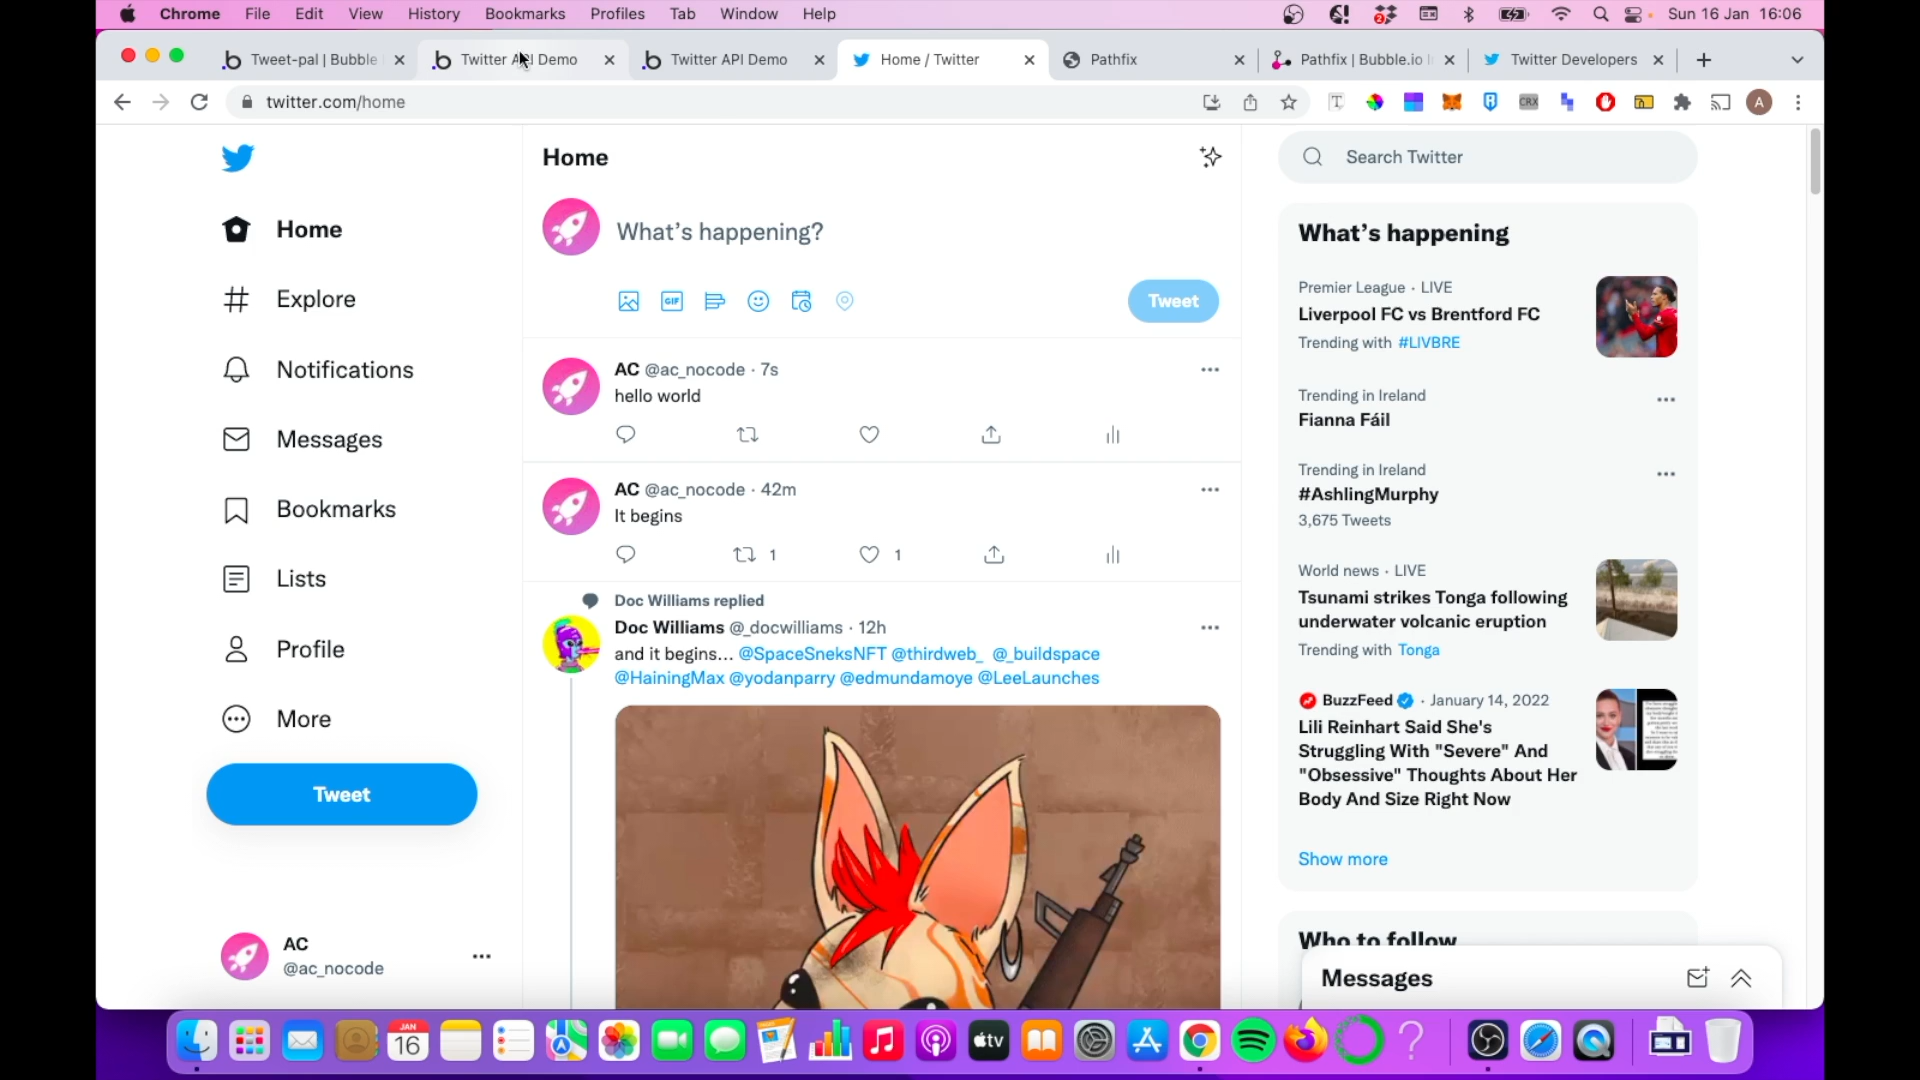 Chrome File Edit View History Bookmarks Profiles Tab Window Help 2 Sun 16 Jan 16:06
Tweet-pal | Bubble Twitter API Demo Twitter API Demo Home / Twitter Pathfix Pathfix | Bubble.io Twitter Developers
twitter.com/home CRX A
Home
What's happening?
GIF
Tweet
Home
Explore
Notifications
Messages
Bookmarks
Lists
Profile
More
Tweet
AC
@ac_nocode
AC @ac_nocode · 7s
hello world
AC @ac_nocode · 42m
It begins
1 1
Doc Williams replied
Doc Williams @_docwilliams · 12h
and it begins... @SpaceSneksNFT @thirdweb_ @_buildspace
@HainingMax @yodanparry @edmundamoye @LeeLaunches
Search Twitter
What's happening
Premier League · LIVE
Liverpool FC vs Brentford FC
Trending with #LIVBRE
Trending in Ireland
Fianna Fáil
Trending in Ireland
#AshlingMurphy
3,675 Tweets
World news · LIVE
Tsunami strikes Tonga following
underwater volcanic eruption
Trending with Tonga
BuzzFeed · January 14, 2022
Lili Reinhart Said She's
Struggling With "Severe" And
"Obsessive" Thoughts About Her
Body And Size Right Now
Show more
Who to follow
Messages
JAN
16
tv